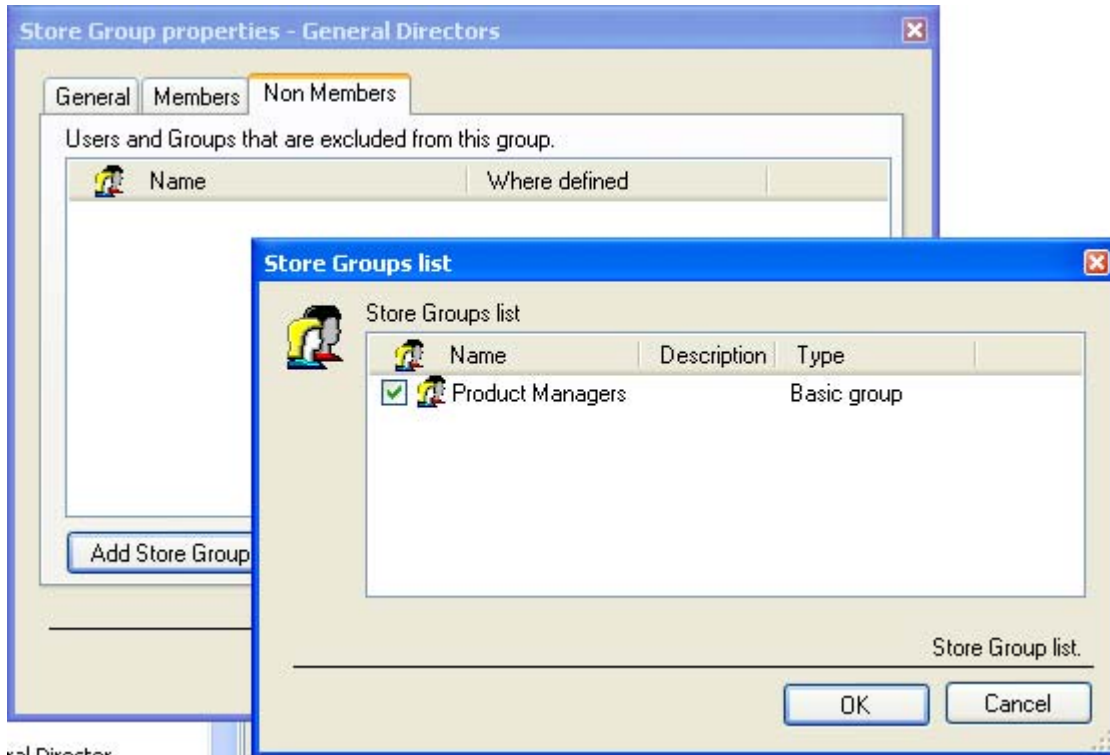 Store Group properties - General Directors
General Members Non Members
Users and Groups that are excluded from this group.
Name Where defined
Store Groups list
Store Groups list
Name Description Type
Product Managers Basic group
Add Store Group
Store Group list.
OK Cancel
Director